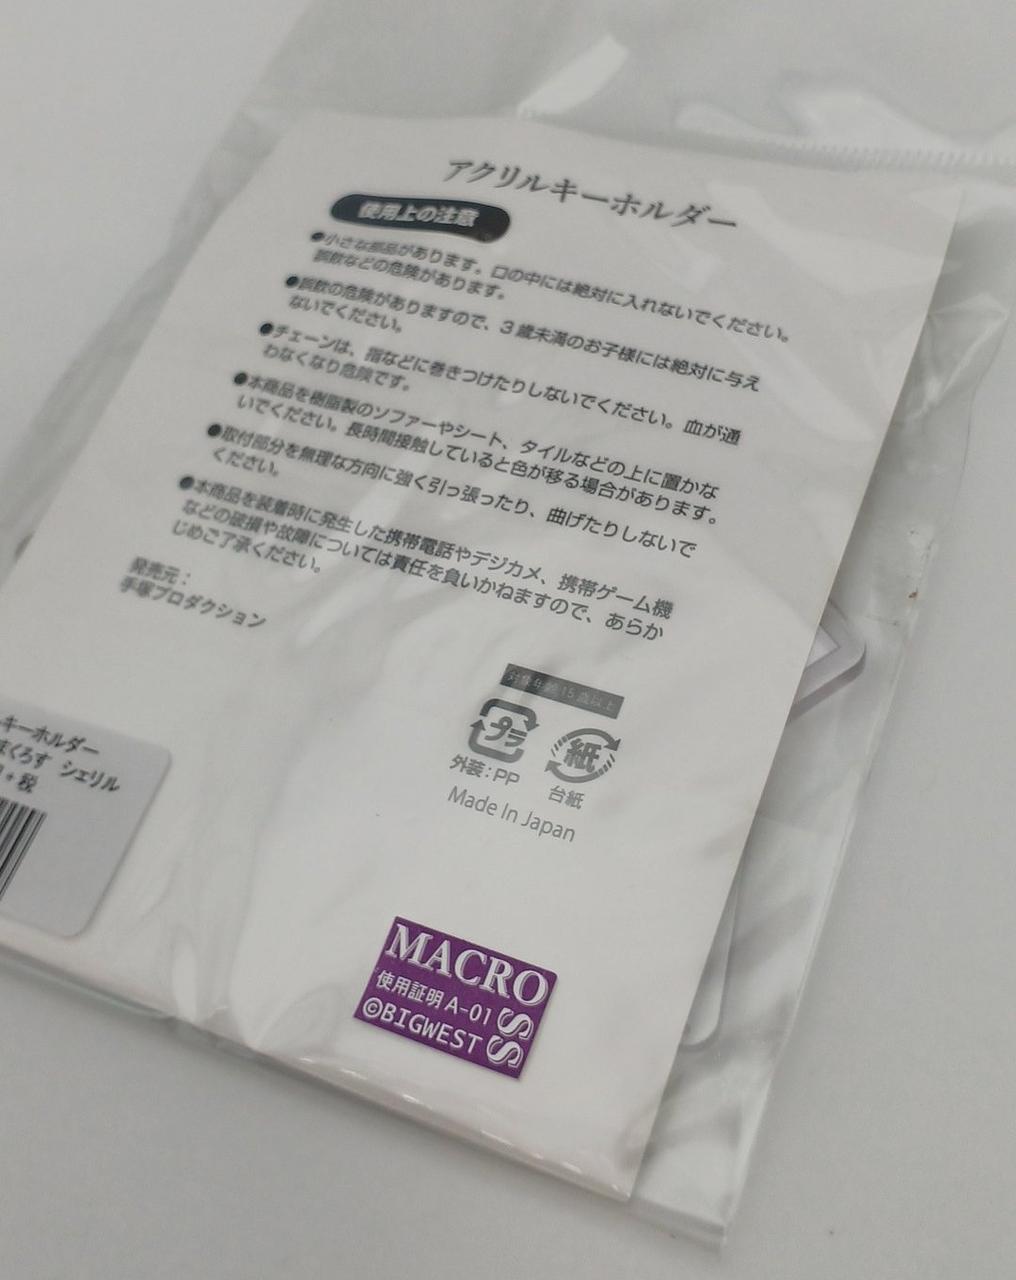 アクリルキーホルダー
使用上の注意
●小さな部品があります。口の中には絶対に入れないでください。
誤飲などの危険があります。
●誤飲の危険がありますので、3歳未満のお子様には絶対に与え
ないでください。
●チェーンは、指などに巻きつけたりしないでください。血が通
わなくなり危険です。
●本商品を樹脂製のソファーやシート、タイルなどの上に置かな
いでください。長時間接触していると色が移る場合があります。
●取付部分を無理な方向に強く引っ張ったり、曲げたりしないで
ください。
●本商品を装着時に発生した携帯電話やデジカメ、携帯ゲーム機
などの破損や故障については責任を負いかねますので、あらか
じめご了承ください。
発売元：
手塚プロダクション
対象年齢15歳以上
プラ
紙
外装：PP
台紙
Made In Japan
キーホルダー
まくろす シェリル
+税
MACROSS
使用証明 A-01
©BIGWEST